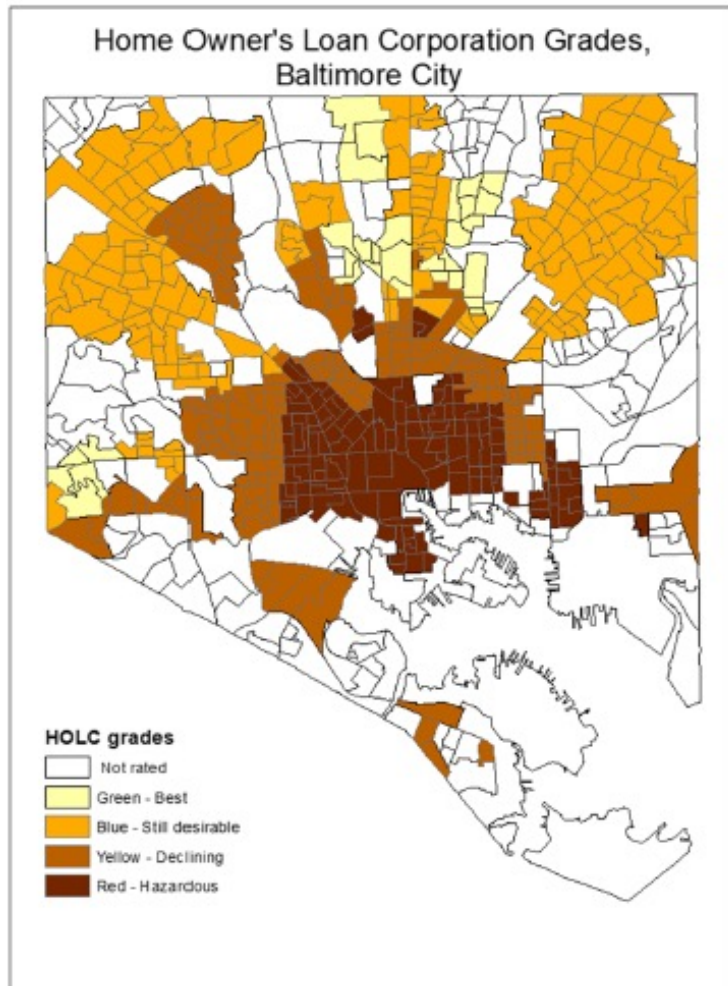 Home Owner's Loan Corporation Grades,
Baltimore City
HOLC grades
Not rated
Green - Best
Blue - Still desirable
Yellow - Declining
Red - Hazardious